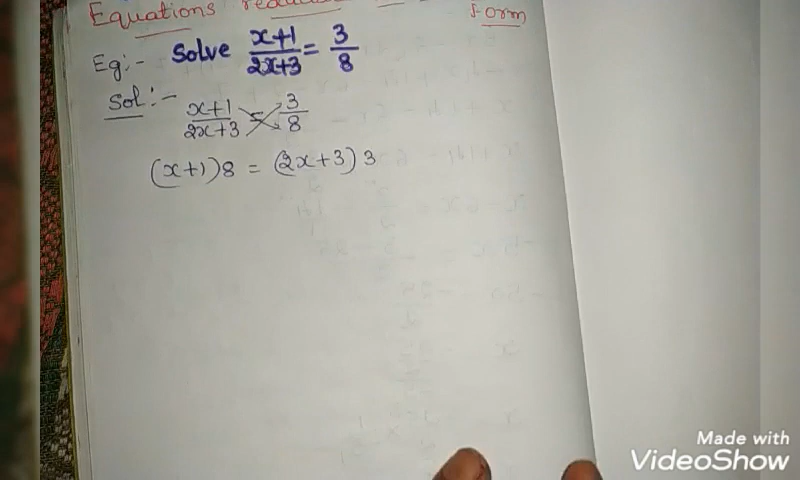 Equations
Form
Eg:- Solve x+1/2x+3 = 3/8
Sol:- x+1/2x+3 = 3/8
(x+1)8 = (2x+3)3
Made with
VideoShow